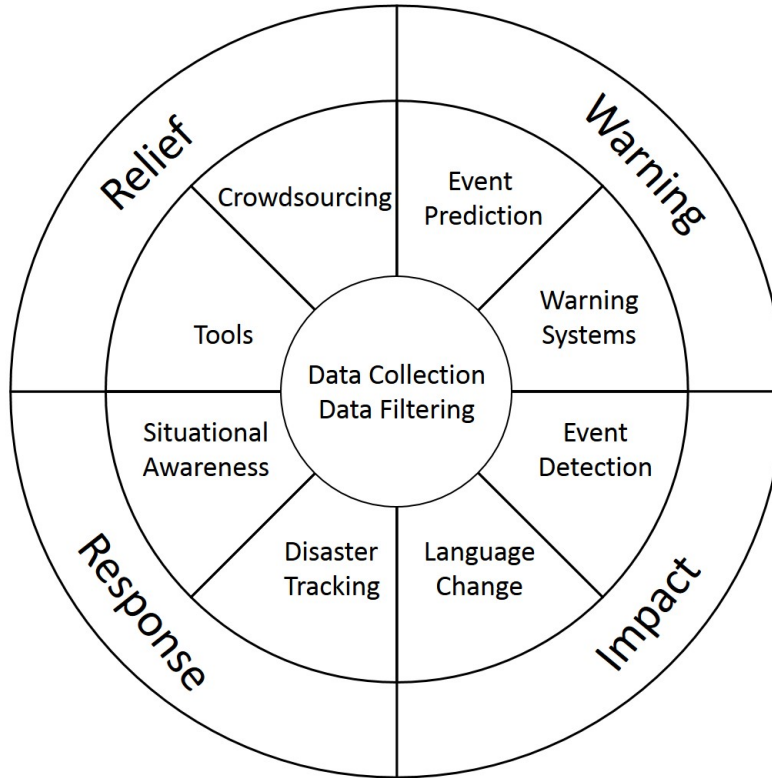 Relief
Warning
Crowdsourcing
Event
Prediction
Tools
Warning
Systems
Data Collection
Data Filtering
Situational
Awareness
Event
Detection
Disaster
Tracking
Language
Change
Response
Impact